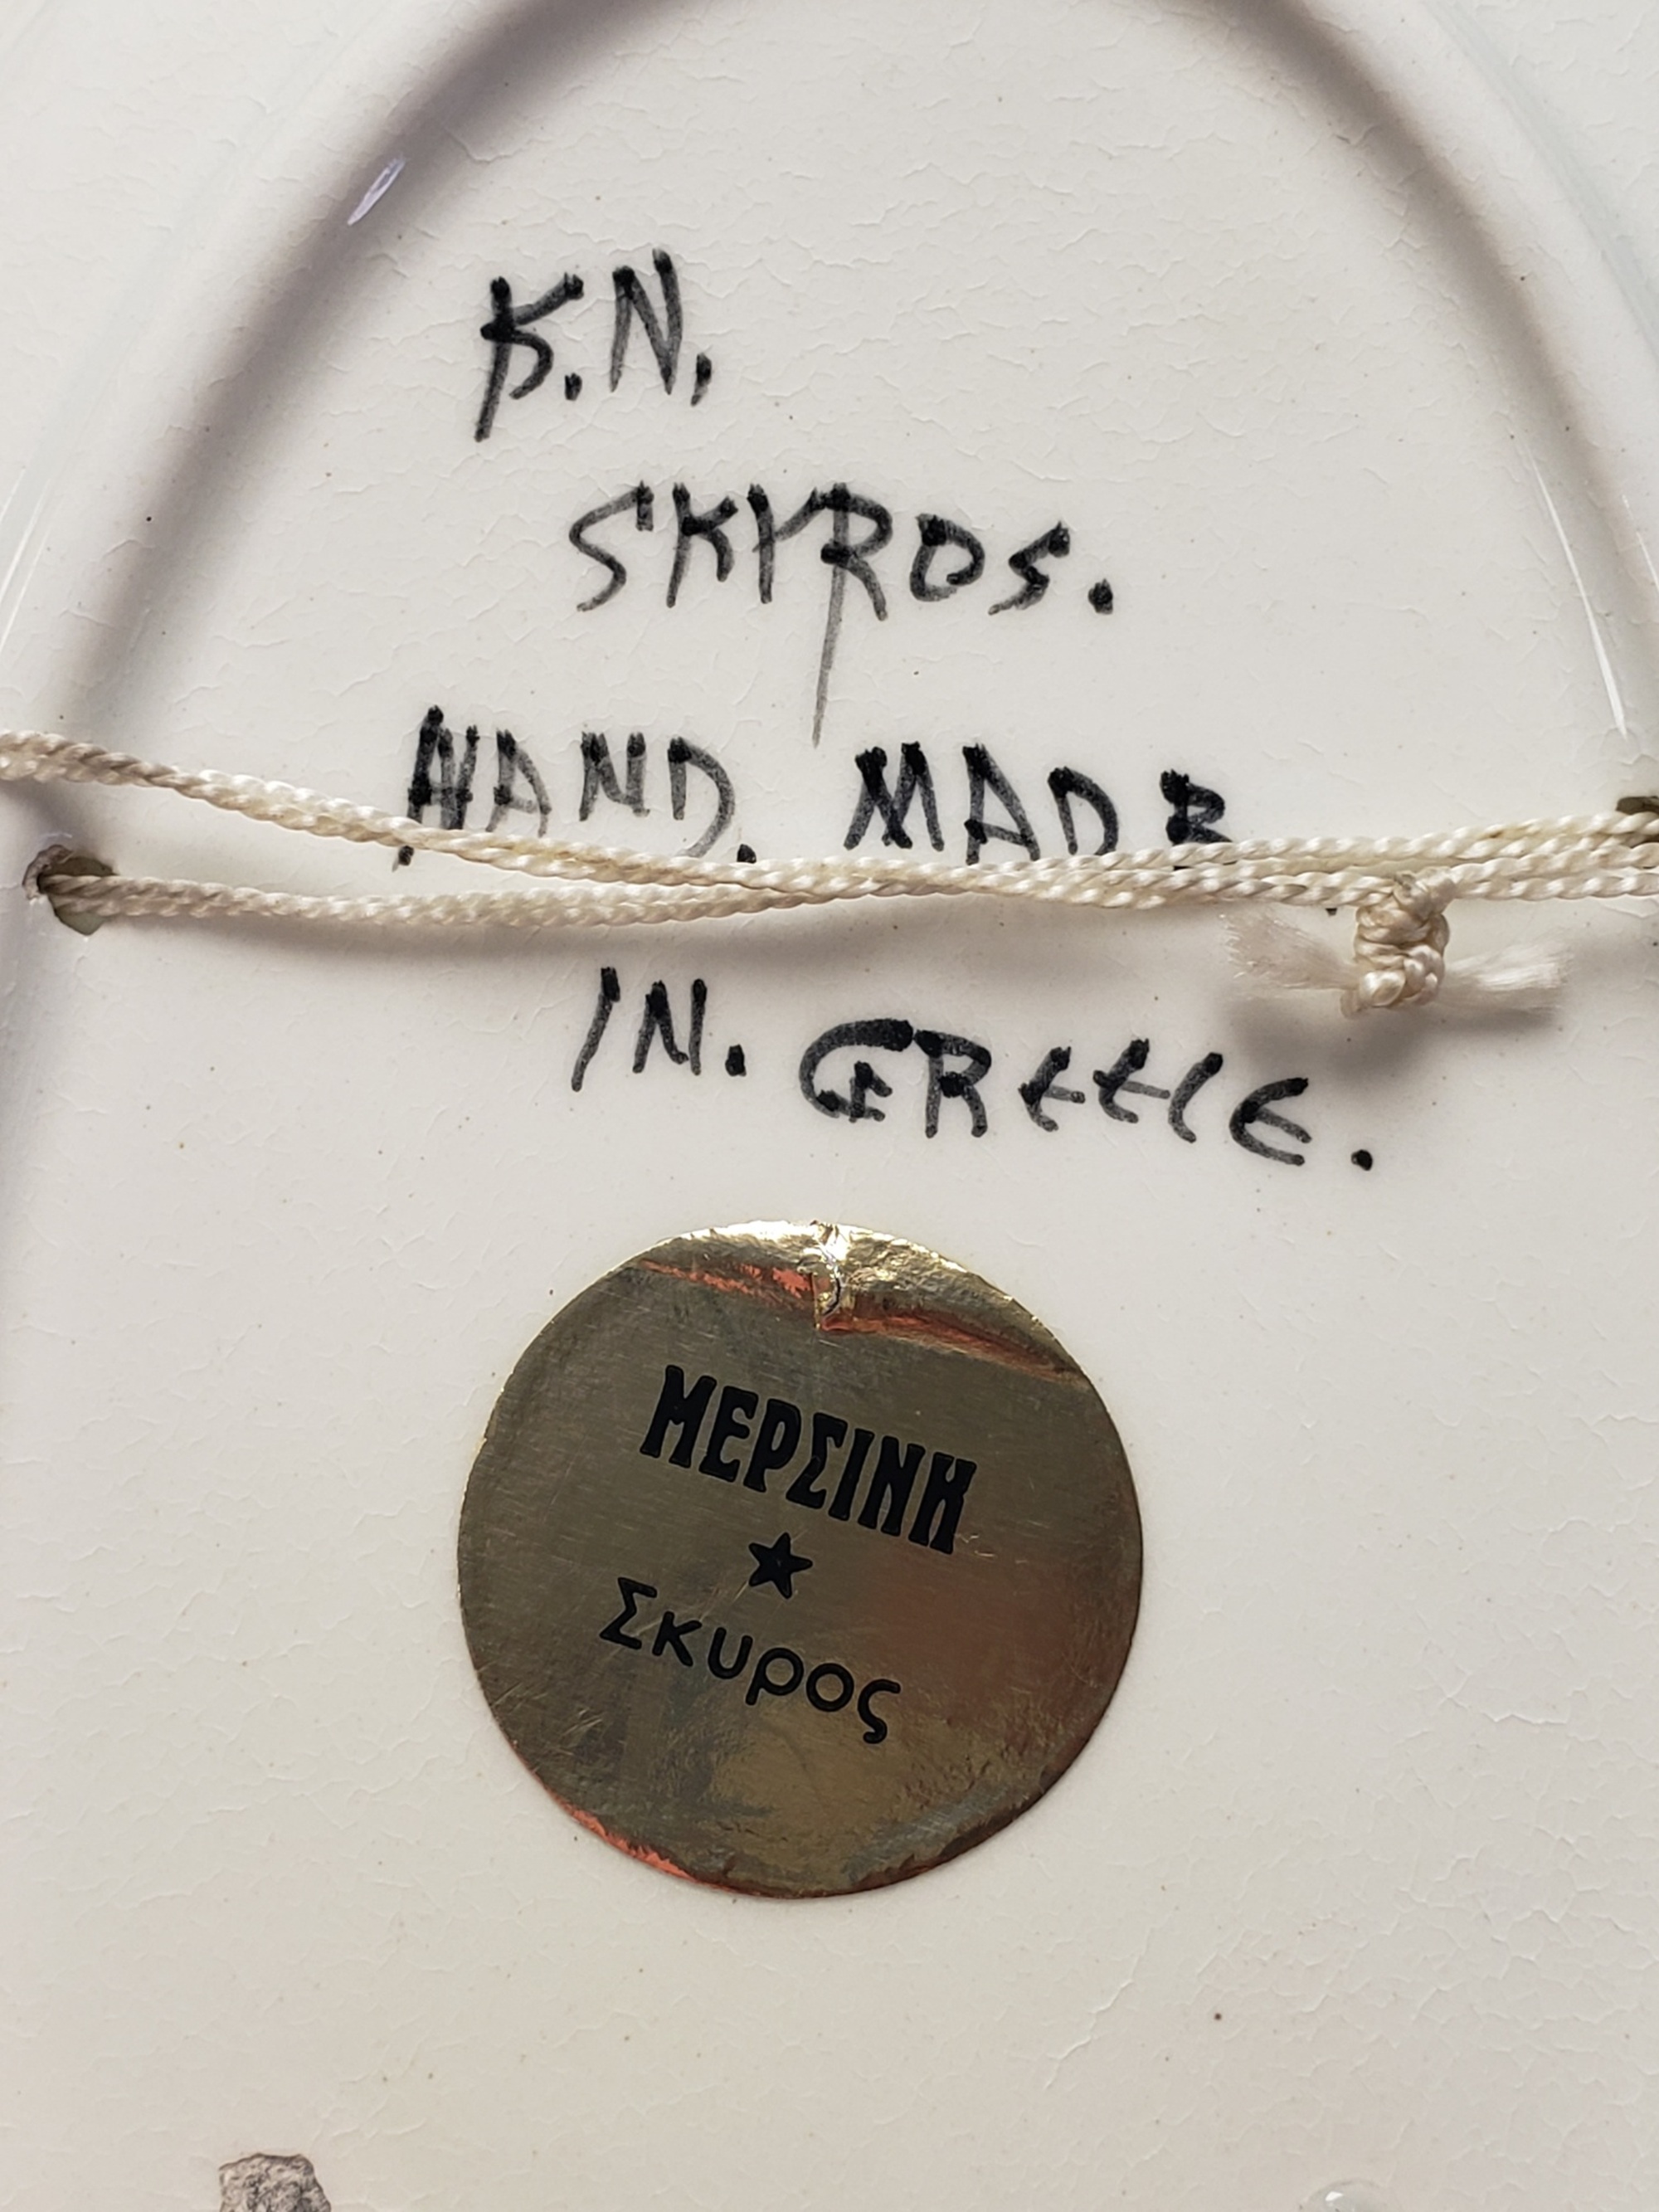 K.N.
SKYROS.
HAND. MADE
IN. GREECE.
ΜΕΡΣΙΝΗ
★
Σκυρος